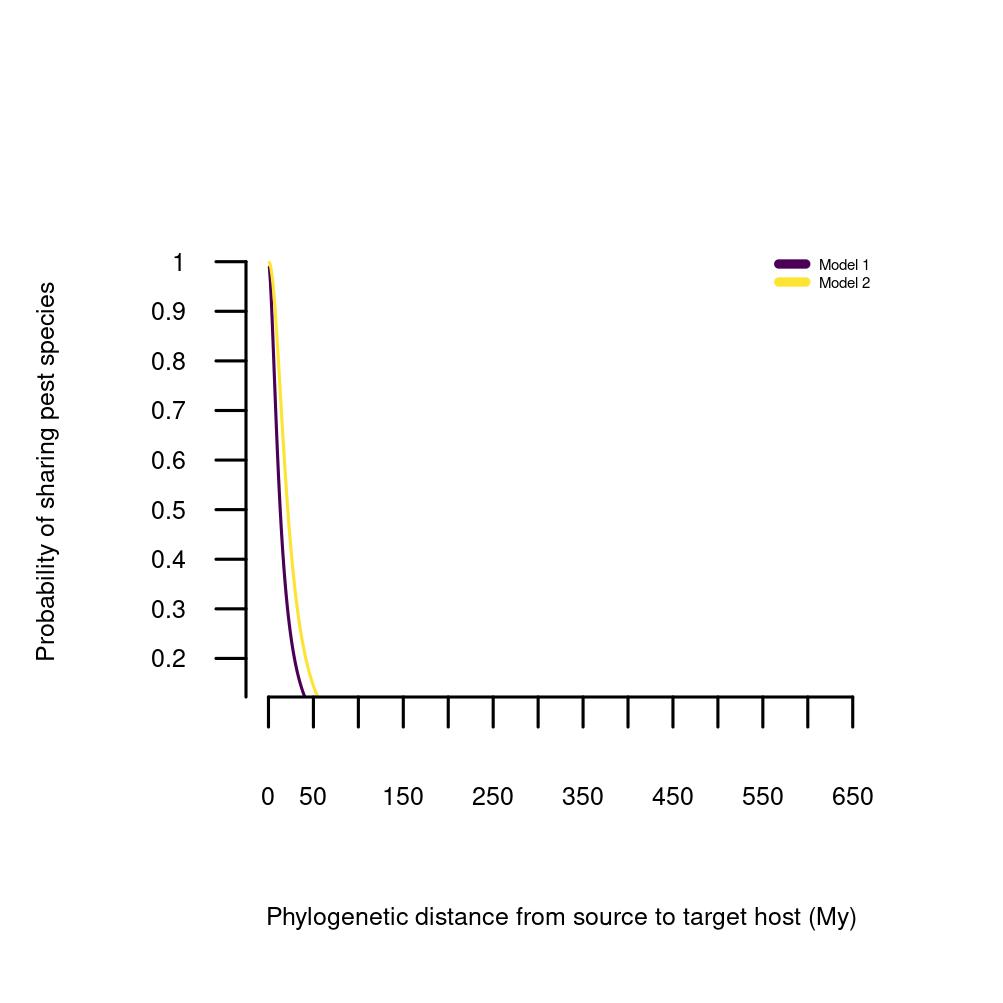 Probability of sharing pest species
1
0.9
0.8
0.7
0.6
0.5
0.4
0.3
0.2
Model 1
Model 2
0 50 150 250 350 450 550 650
Phylogenetic distance from source to target host (My)